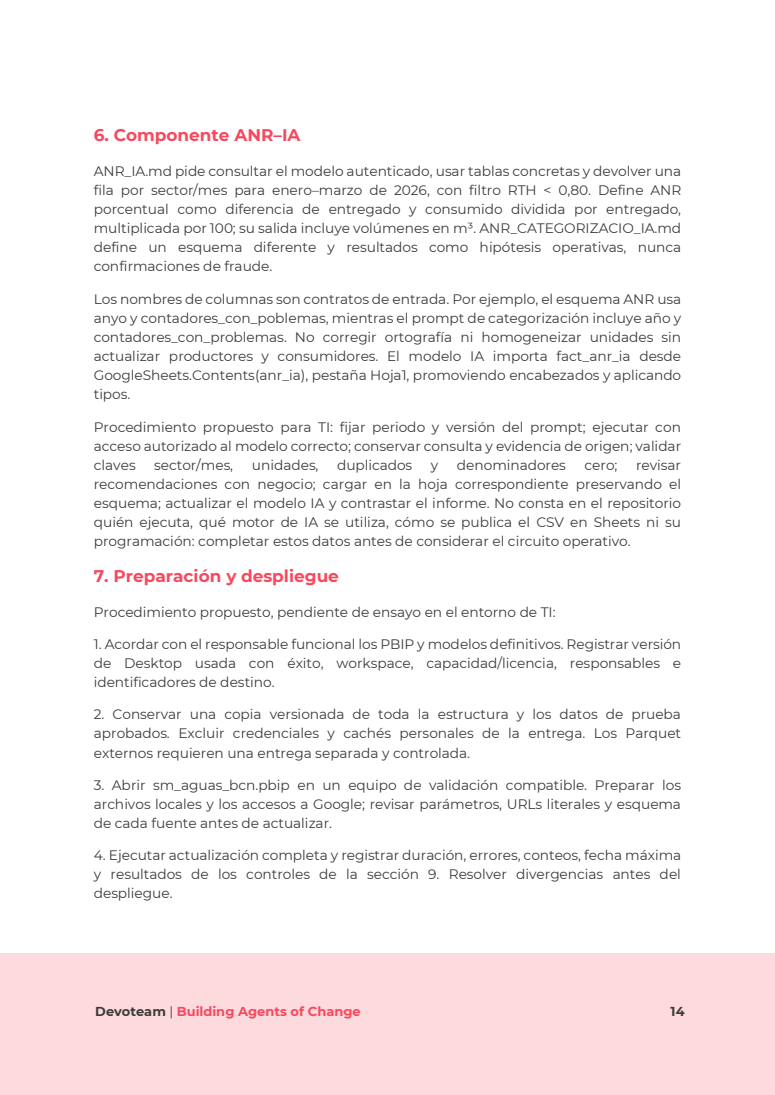 6. Componente ANR–IA
ANR_IA.md pide consultar el modelo autenticado, usar tablas concretas y devolver una
fila por sector/mes para enero–marzo de 2026, con filtro RTH < 0,80. Define ANR
porcentual como diferencia de entregado y consumido dividida por entregado,
multiplicada por 100; su salida incluye volúmenes en m³. ANR_CATEGORIZACIO_IA.md
define un esquema diferente y resultados como hipótesis operativas, nunca
confirmaciones de fraude.
Los nombres de columnas son contratos de entrada. Por ejemplo, el esquema ANR usa
anyo y contadores_con_poblemas, mientras el prompt de categorización incluye año y
contadores_con_problemas. No corregir ortografía ni homogeneizar unidades sin
actualizar productores y consumidores. El modelo IA importa fact_anr_ia desde
GoogleSheets.Contents(anr_ia), pestaña Hoja1, promoviendo encabezados y aplicando
tipos.
Procedimiento propuesto para TI: fijar periodo y versión del prompt; ejecutar con
acceso autorizado al modelo correcto; conservar consulta y evidencia de origen; validar
claves sector/mes, unidades, duplicados y denominadores cero; revisar
recomendaciones con negocio; cargar en la hoja correspondiente preservando el
esquema; actualizar el modelo IA y contrastar el informe. No consta en el repositorio
quién ejecuta, qué motor de IA se utiliza, cómo se publica el CSV en Sheets ni su
programación: completar estos datos antes de considerar el circuito operativo.
7. Preparación y despliegue
Procedimiento propuesto, pendiente de ensayo en el entorno de TI:
1. Acordar con el responsable funcional los PBIP y modelos definitivos. Registrar versión
de Desktop usada con éxito, workspace, capacidad/licencia, responsables e
identificadores de destino.
2. Conservar una copia versionada de toda la estructura y los datos de prueba
aprobados. Excluir credenciales y cachés personales de la entrega. Los Parquet
externos requieren una entrega separada y controlada.
3. Abrir sm_aguas_bcn.pbip en un equipo de validación compatible. Preparar los
archivos locales y los accesos a Google; revisar parámetros, URLs literales y esquema
de cada fuente antes de actualizar.
4. Ejecutar actualización completa y registrar duración, errores, conteos, fecha máxima
y resultados de los controles de la sección 9. Resolver divergencias antes del
despliegue.
Devoteam | Building Agents of Change
14